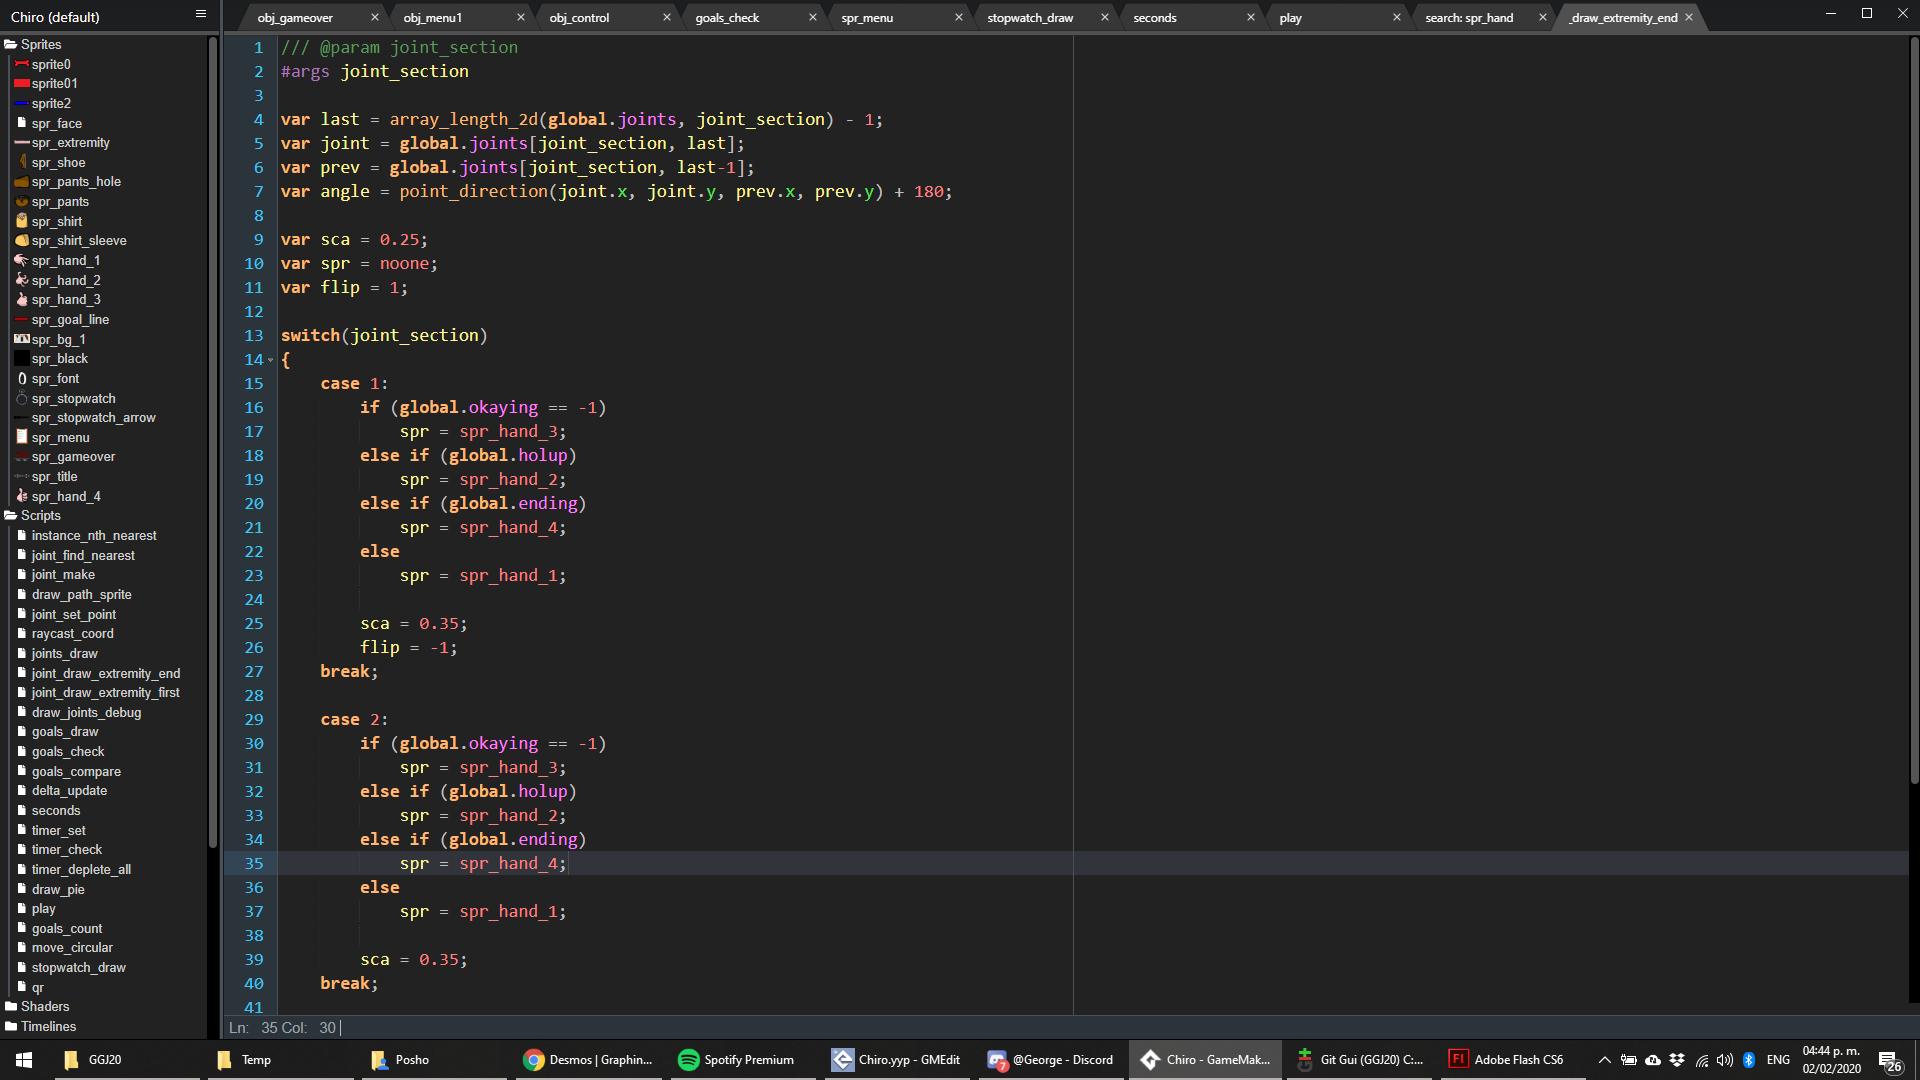 Chiro (default)
obj_gameover
obj_menu1
obj_control
goals_check
spr_menu
stopwatch_draw
seconds
play
search: spr_hand
_draw_extremity_end
Sprites
sprite0
sprite01
sprite2
spr_face
spr_extremity
spr_shoe
spr_pants_hole
spr_pants
spr_shirt
spr_shirt_sleeve
spr_hand_1
spr_hand_2
spr_hand_3
spr_goal_line
spr_bg_1
spr_black
spr_font
spr_stopwatch
spr_stopwatch_arrow
spr_menu
spr_gameover
spr_title
spr_hand_4
Scripts
instance_nth_nearest
joint_find_nearest
joint_make
draw_path_sprite
joint_set_point
raycast_coord
joints_draw
joint_draw_extremity_end
joint_draw_extremity_first
draw_joints_debug
goals_draw
goals_check
goals_compare
delta_update
seconds
timer_set
timer_check
timer_deplete_all
draw_pie
play
goals_count
move_circular
stopwatch_draw
qr
Shaders
Timelines
1 /// @param joint_section
2 #args joint_section
3
4 var last = array_length_2d(global.joints, joint_section) - 1;
5 var joint = global.joints[joint_section, last];
6 var prev = global.joints[joint_section, last-1];
7 var angle = point_direction(joint.x, joint.y, prev.x, prev.y) + 180;
8
9 var sca = 0.25;
10 var spr = noone;
11 var flip = 1;
12
13 switch(joint_section)
14 {
15 case 1:
16 if (global.okaying == -1)
17 spr = spr_hand_3;
18 else if (global.holup)
19 spr = spr_hand_2;
20 else if (global.ending)
21 spr = spr_hand_4;
22 else
23 spr = spr_hand_1;
24
25 sca = 0.35;
26 flip = -1;
27 break;
28
29 case 2:
30 if (global.okaying == -1)
31 spr = spr_hand_3;
32 else if (global.holup)
33 spr = spr_hand_2;
34 else if (global.ending)
35 spr = spr_hand_4;
36 else
37 spr = spr_hand_1;
38
39 sca = 0.35;
40 break;
41
Ln: 35 Col: 30
GGJ20
Temp
Posho
Desmos | Graphin...
Spotify Premium
Chiro.yyp - GMEdit
7
@George - Discord
Chiro - GameMak...
Git Gui (GGJ20) C:...
Fl
Adobe Flash CS6
ENG
04:44 p. m.
02/02/2020
26